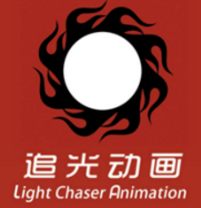 追光动画
Light Chaser Animation